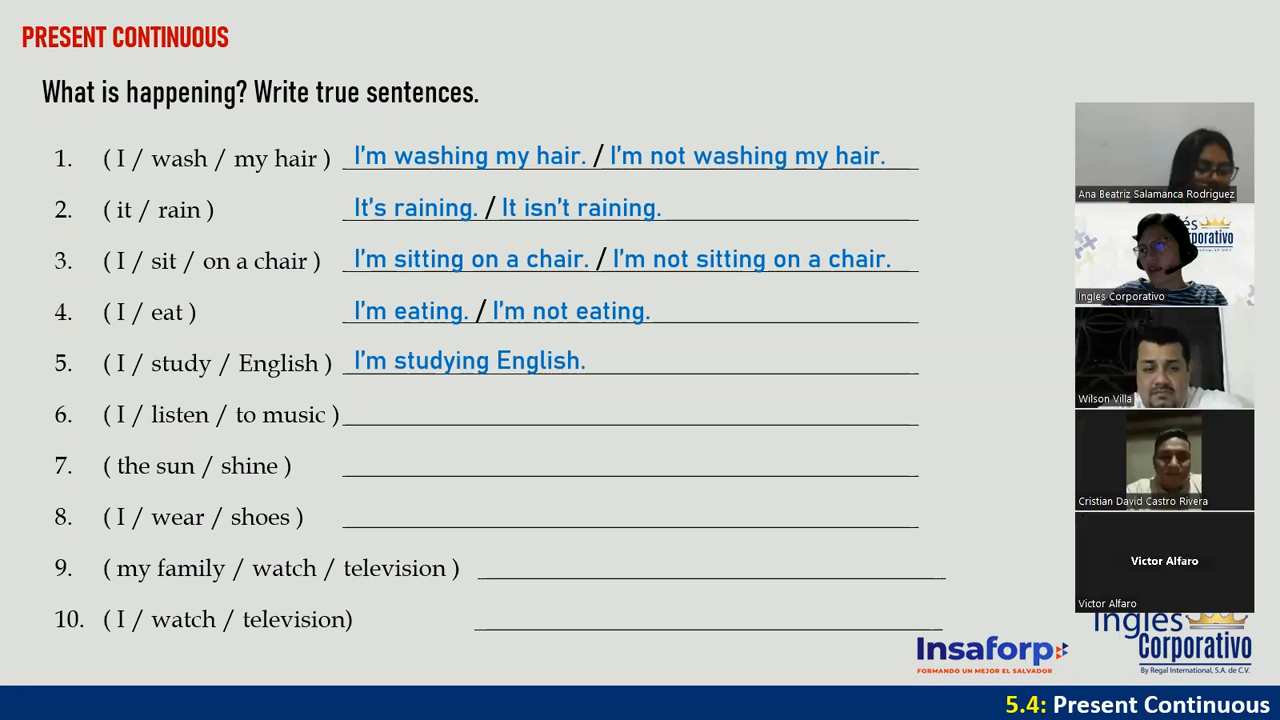 PRESENT CONTINUOUS
What is happening? Write true sentences.
1. ( I / wash / my hair ) I'm washing my hair. / I'm not washing my hair.
2. ( it / rain ) It's raining. / It isn't raining.
3. ( I / sit / on a chair ) I'm sitting on a chair. / I'm not sitting on a chair.
4. ( I / eat ) I'm eating. / I'm not eating.
5. ( I / study / English ) I'm studying English.
6. ( I / listen / to music )
7. ( the sun / shine )
8. ( I / wear / shoes )
9. ( my family / watch / television )
10. ( I / watch / television)
Ana Beatriz Salamanca Rodriguez
Corporativo
Ingles Corporativo
Wilson Villa
Cristian David Castro Rivera
Victor Alfaro
Victor Alfaro
Insaforp
FORMANDO UN MEJOR EL SALVADOR
Inglés
Corporativo
By Regal International, S.A. de C.V.
5.4: Present Continuous